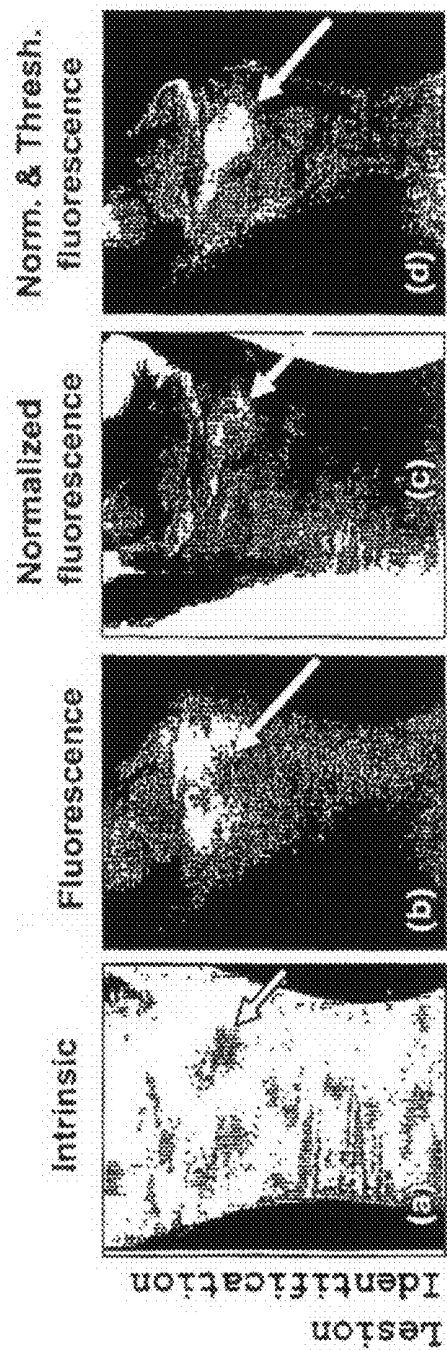 Lesion
Identification
Intrinsic
Fluorescence
Normalized
fluorescence
Norm. & Thresh.
fluorescence
(a)
(b)
(c)
(d)